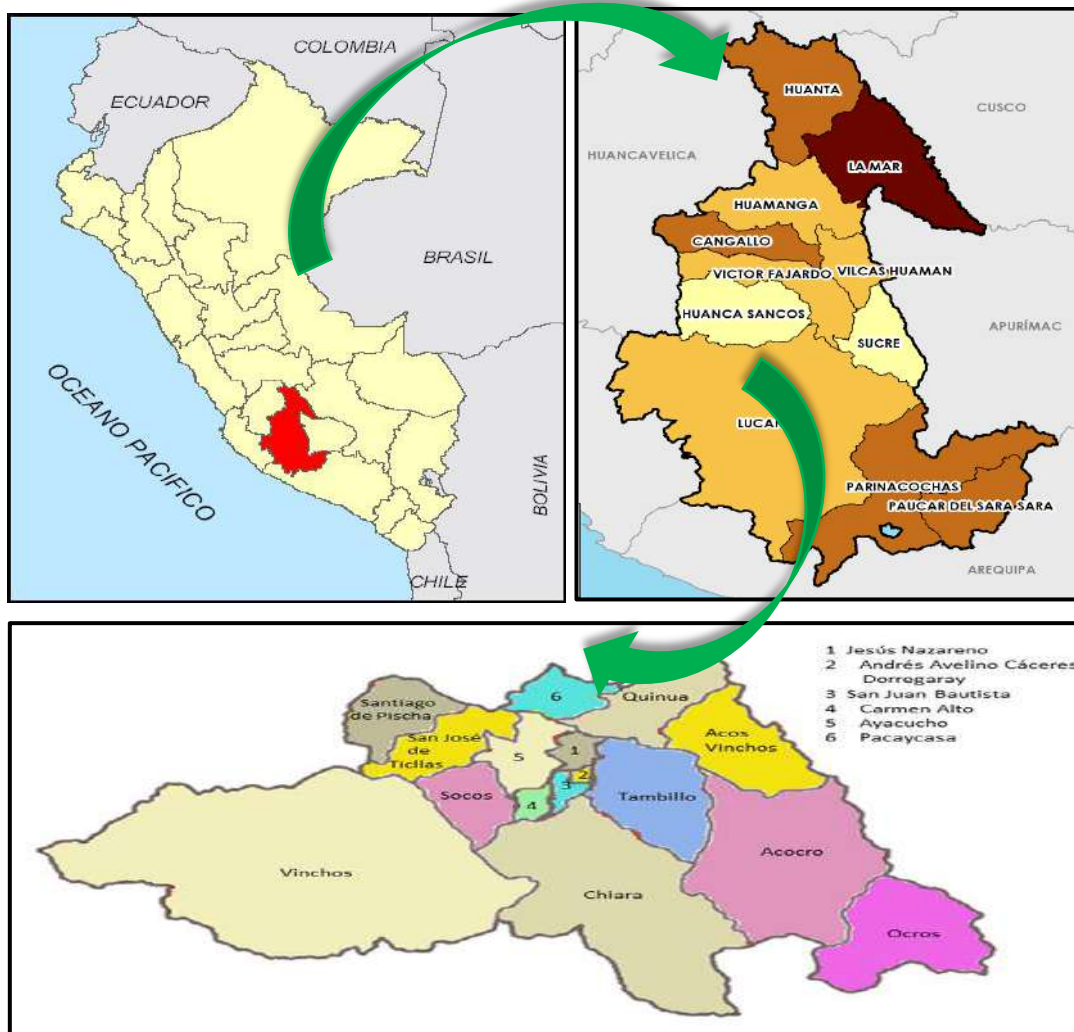 COLOMBIA
ECUADOR
BRASIL
OCEANO PACIFICO
BOLIVIA
CHILE
HUANTA
CUSCO
HUANCAVELICA
LA MAR
HUAMANGA
CANGALLO
VICTOR FAJARDO
VILCAS HUAMAN
HUANCA SANCOS
APURÍMAC
SUCRE
PARINACOCHAS
PAUCAR DEL SARA SARA
AREQUIPA
1 Jesús Nazareno
2 Andrés Avelino Cáceres
Dorregaray
3 San Juan Bautista
4 Carmen Alto
5 Ayacucho
6 Pacaycasa
6
Quinua
Santiago
de Pischa
San José
de
Ticllas
Acos
Vinchos
5
1
2
3
4
Socos
Tambillo
Vinchos
Acocro
Chiara
Ocros